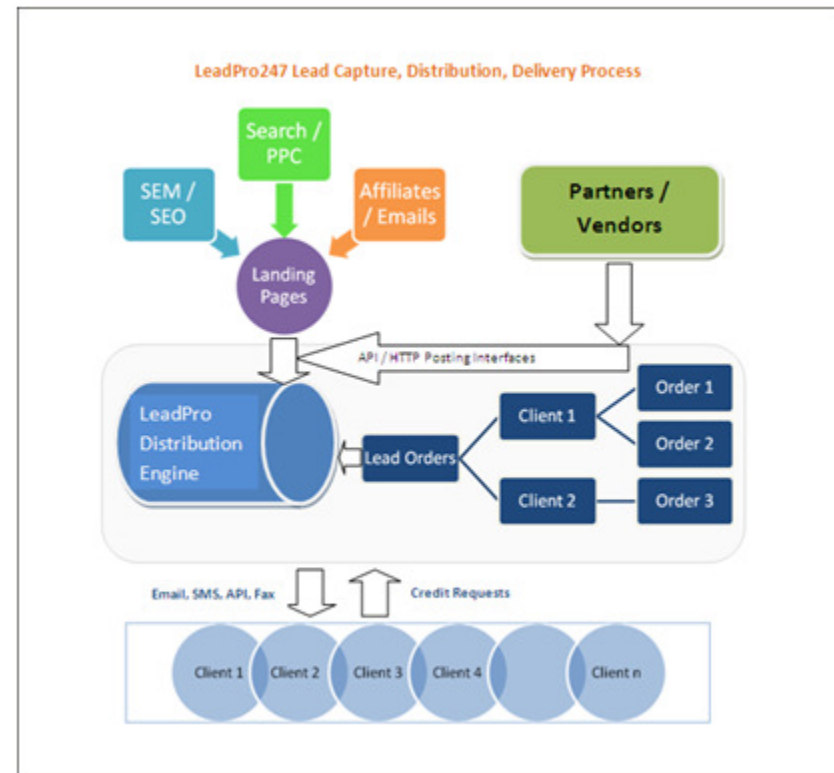 LeadPro247 Lead Capture, Distribution, Delivery Process
Search /
PPC
SEM /
SEO
Affiliates
/ Emails
Partners /
Vendors
Landing
Pages
API / HTTP Posting Interfaces
LeadPro
Distribution
Engine
Lead Orders
Client 1
Client 2
Order 1
Order 2
Order 3
Email, SMS, API, Fax
Credit Requests
Client 1
Client 2
Client 3
Client 4
Client n